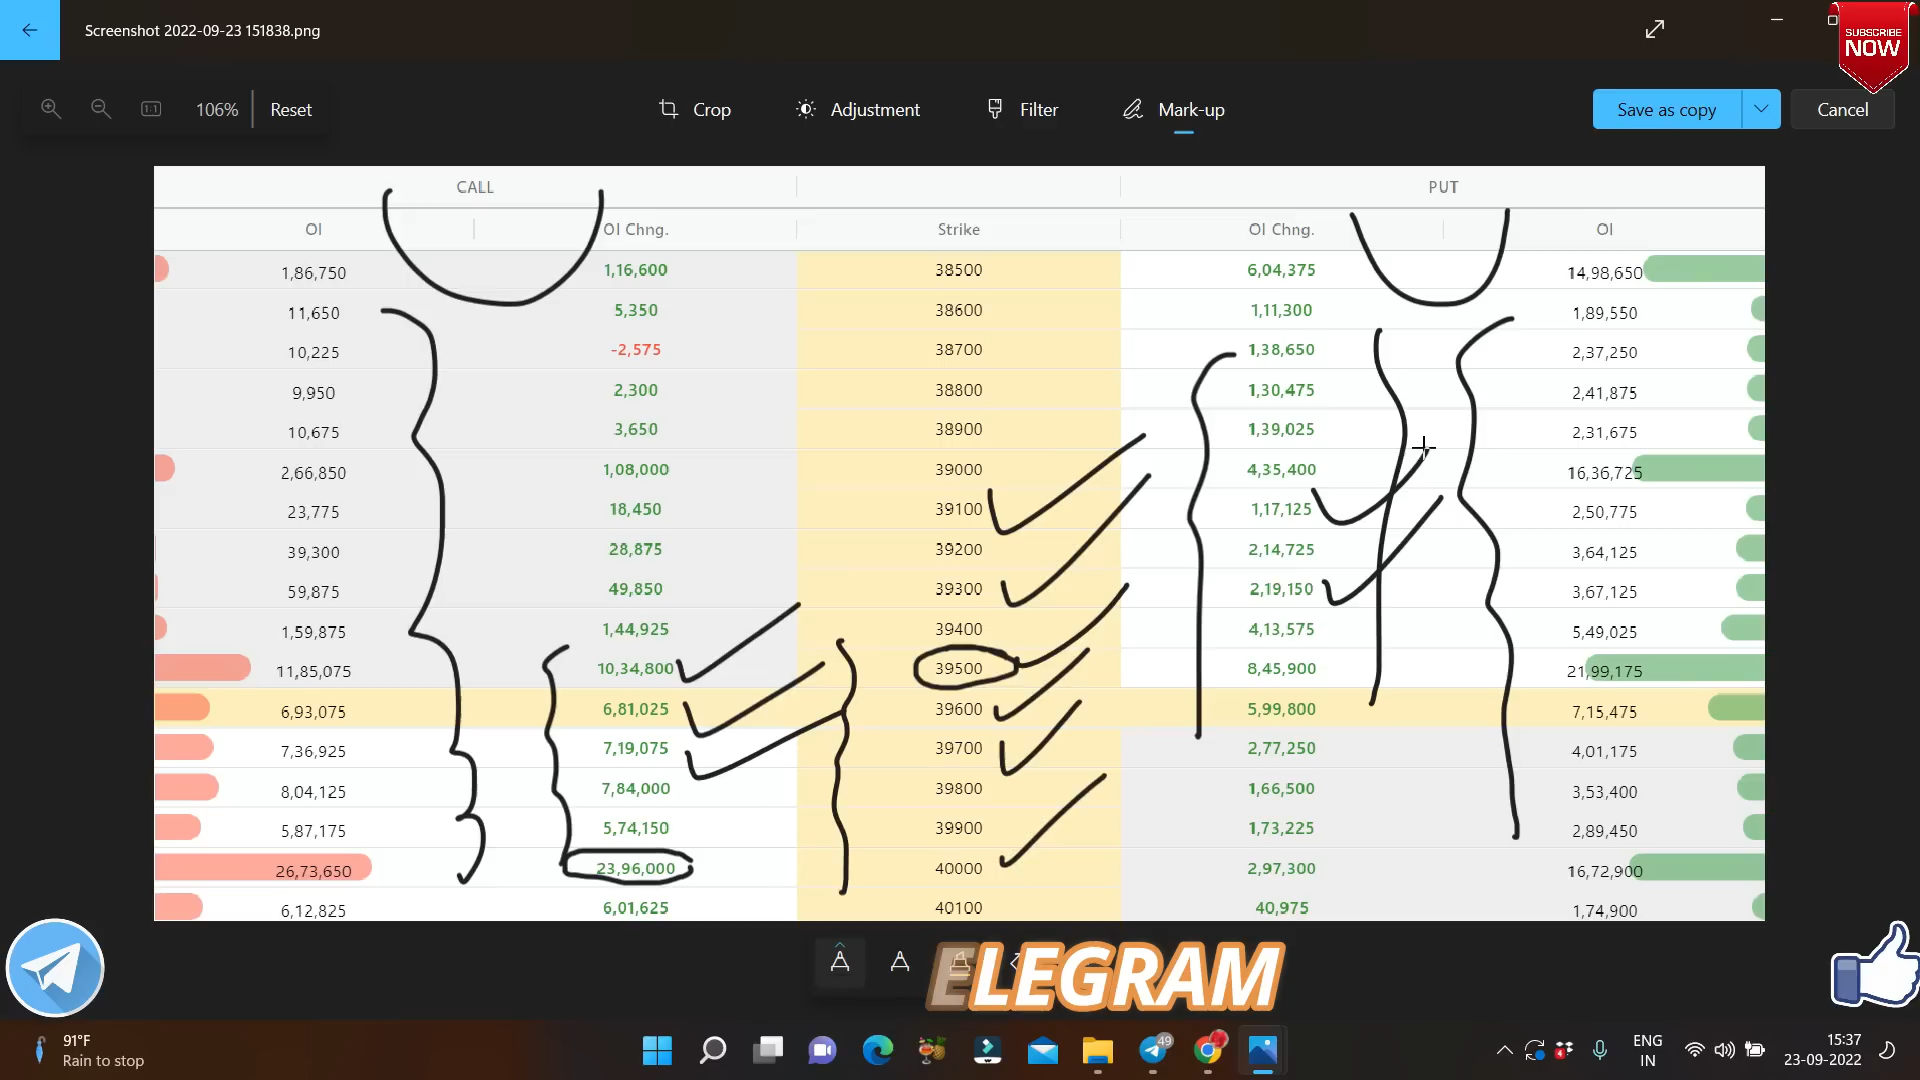 Screenshot 2022-09-23 151838.png
SUBSCRIBE
NOW
106% Reset Crop Adjustment Filter Mark-up Save as copy Cancel
CALL PUT
OI OI Chng. Strike OI Chng. OI
1,86,750 1,16,600 38500 6,04,375 14,98,650
11,650 5,350 38600 1,11,300 1,89,550
10,225 -2,575 38700 1,38,650 2,37,250
9,950 2,300 38800 1,30,475 2,41,875
10,675 3,650 38900 1,39,025 2,31,675
2,66,850 1,08,000 39000 4,35,400 16,36,725
23,775 18,450 39100 1,17,125 2,50,775
39,300 28,875 39200 2,14,725 3,64,125
59,875 49,850 39300 2,19,150 3,67,125
1,59,875 1,44,925 39400 4,13,575 5,49,025
11,85,075 10,34,800 39500 8,45,900 21,99,175
6,93,075 6,81,025 39600 5,99,800 7,15,475
7,36,925 7,19,075 39700 2,77,250 4,01,175
8,04,125 7,84,000 39800 1,66,500 3,53,400
5,87,175 5,74,150 39900 1,73,225 2,89,450
26,73,650 23,96,000 40000 2,97,300 16,72,900
6,12,825 6,01,625 40100 40,975 1,74,900
ELEGRAM
91°F
Rain to stop
49
4
ENG
IN
15:37
23-09-2022